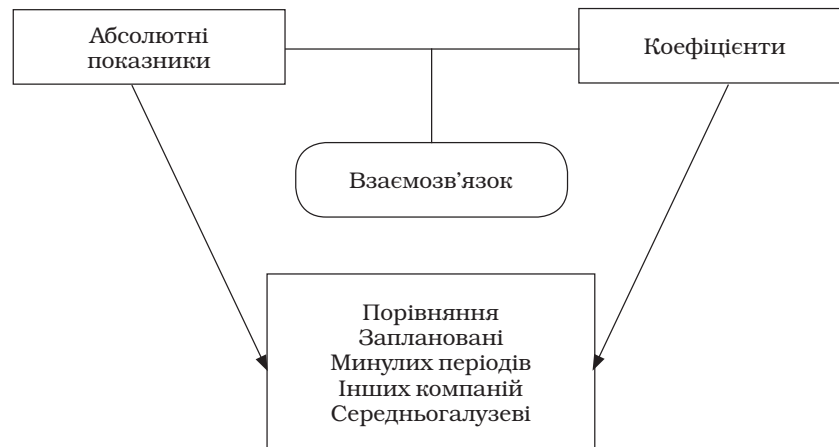 Абсолютні
показники
Коефіцієнти
Взаємозв'язок
Порівняння
Заплановані
Минулих періодів
Інших компаній
Середньогалузеві